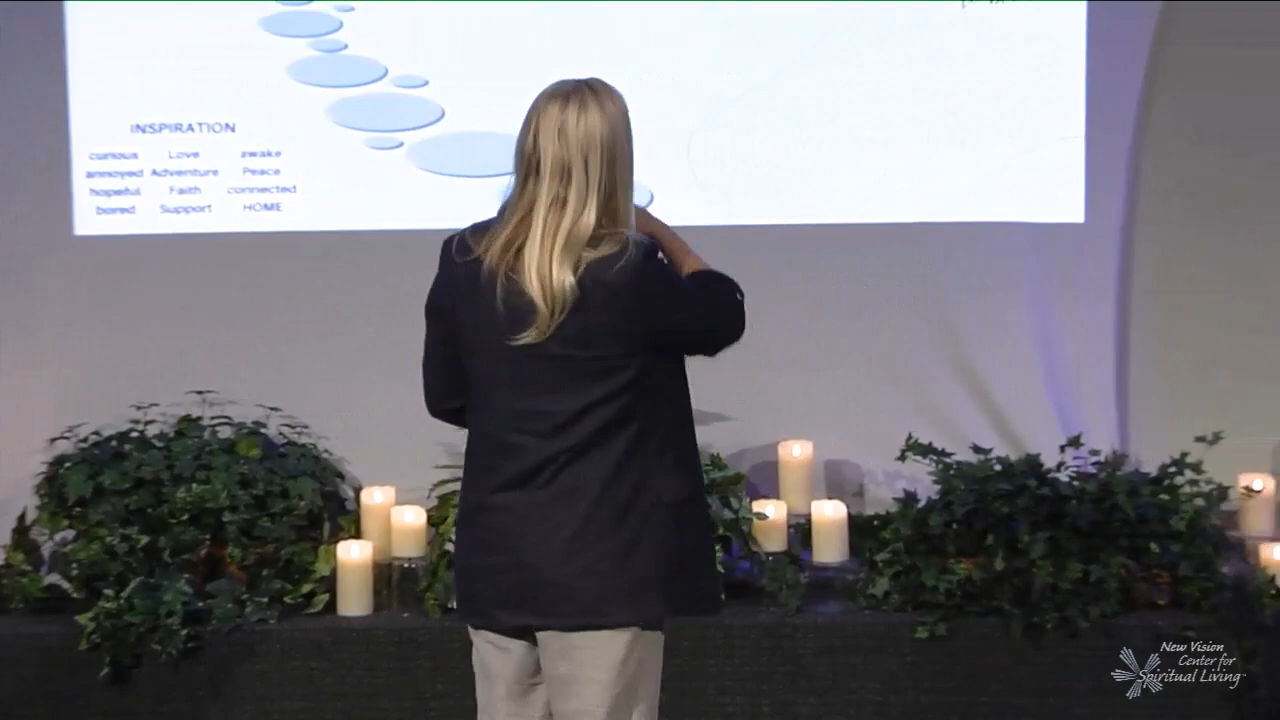 INSPIRATION
curious Love awake
annoyed Adventure Peace
hopeful Faith connected
bored Support HOME
New Vision
Center for
Spiritual Living